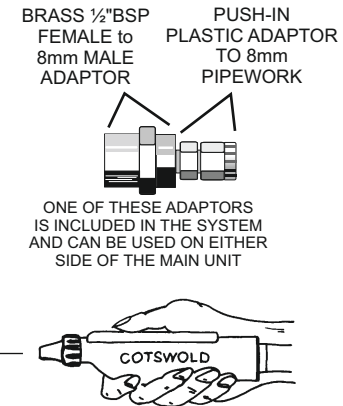 BRASS ½"BSP
FEMALE to
8mm MALE
ADAPTOR
PUSH-IN
PLASTIC ADAPTOR
TO 8mm
PIPEWORK
ONE OF THESE ADAPTORS
IS INCLUDED IN THE SYSTEM
AND CAN BE USED ON EITHER
SIDE OF THE MAIN UNIT
COTSWOLD